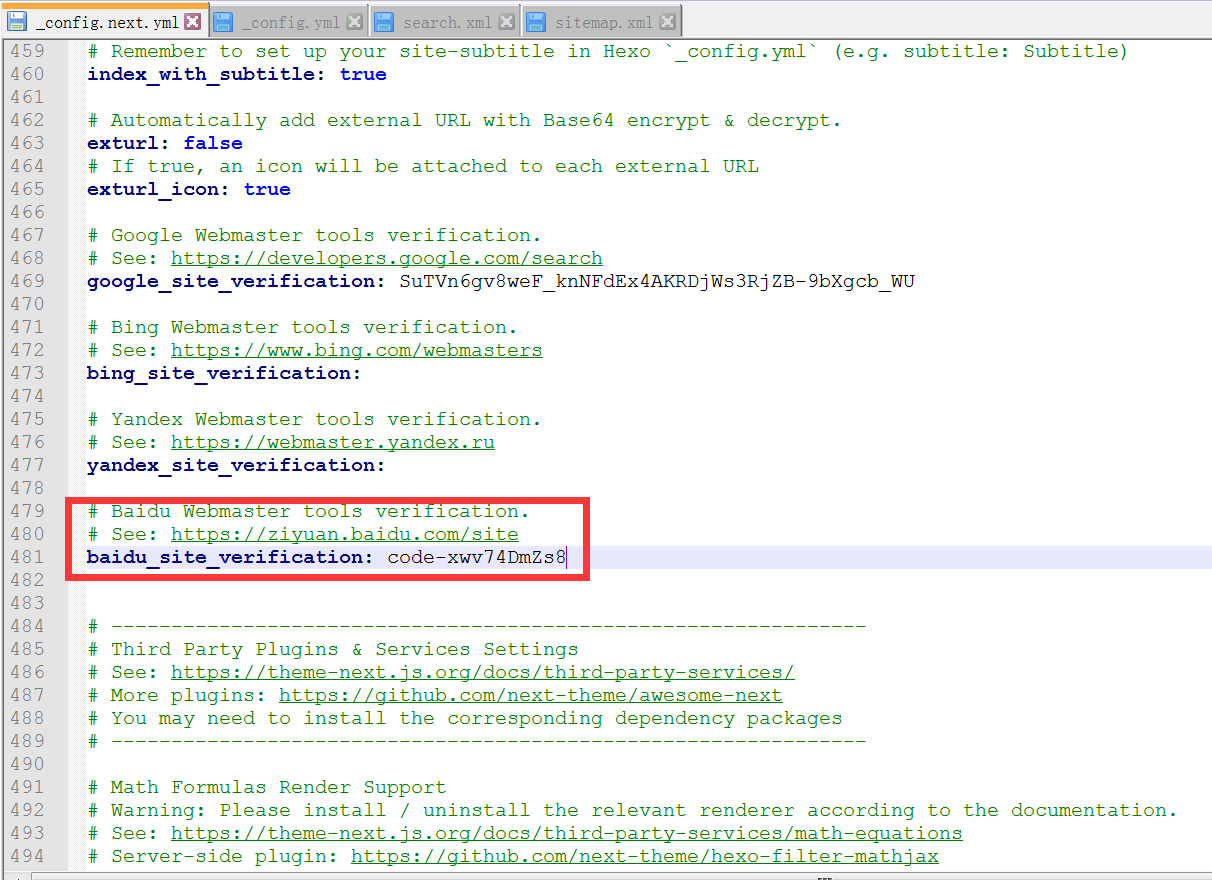 _config.next.yml _config.yml search.xml sitemap.xml
459 # Remember to set up your site-subtitle in Hexo `_config.yml` (e.g. subtitle: Subtitle)
460 index_with_subtitle: true
461
462 # Automatically add external URL with Base64 encrypt & decrypt.
463 exturl: false
464 # If true, an icon will be attached to each external URL
465 exturl_icon: true
466
467 # Google Webmaster tools verification.
468 # See: https://developers.google.com/search
469 google_site_verification: SuTVn6gv8weF_knNFdEx4AKRDjWs3RjZB-9bXgcb_WU
470
471 # Bing Webmaster tools verification.
472 # See: https://www.bing.com/webmasters
473 bing_site_verification:
474
475 # Yandex Webmaster tools verification.
476 # See: https://webmaster.yandex.ru
477 yandex_site_verification:
478
479 # Baidu Webmaster tools verification.
480 # See: https://ziyuan.baidu.com/site
481 baidu_site_verification: code-xwv74DmZs8
482
483
484 # ---------------------------------------------------------------
485 # Third Party Plugins & Services Settings
486 # See: https://theme-next.js.org/docs/third-party-services/
487 # More plugins: https://github.com/next-theme/awesome-next
488 # You may need to install the corresponding dependency packages
489 # ---------------------------------------------------------------
490
491 # Math Formulas Render Support
492 # Warning: Please install / uninstall the relevant renderer according to the documentation.
493 # See: https://theme-next.js.org/docs/third-party-services/math-equations
494 # Server-side plugin: https://github.com/next-theme/hexo-filter-mathjax